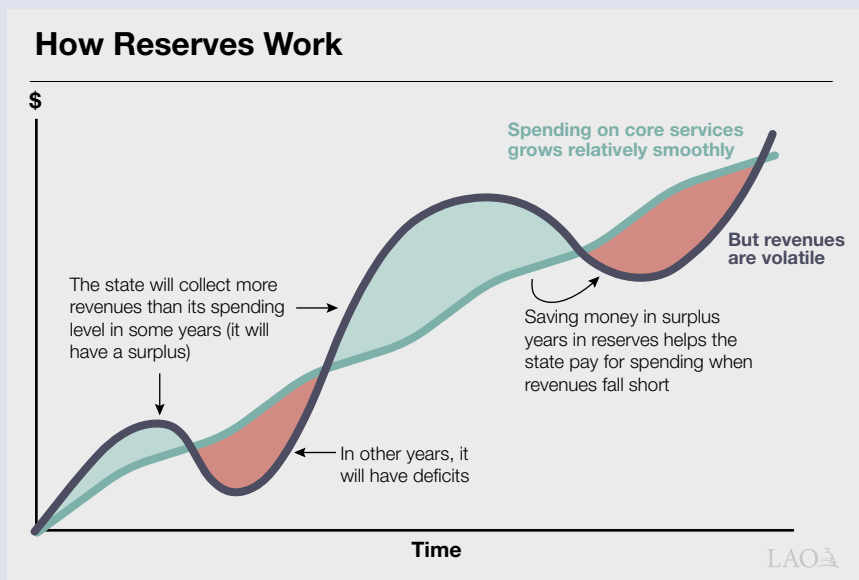 How Reserves Work
$
Spending on core services
grows relatively smoothly
But revenues
are volatile
The state will collect more
revenues than its spending
level in some years (it will
have a surplus)
Saving money in surplus
years in reserves helps the
state pay for spending when
revenues fall short
In other years, it
will have deficits
Time
LAO